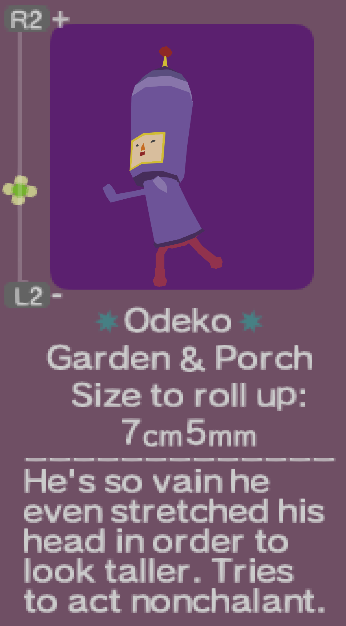 R2 +
L2 -
Odeko
Garden & Porch
Size to roll up:
7cm5mm
He's so vain he
even stretched his
head in order to
look taller. Tries
to act nonchalant.